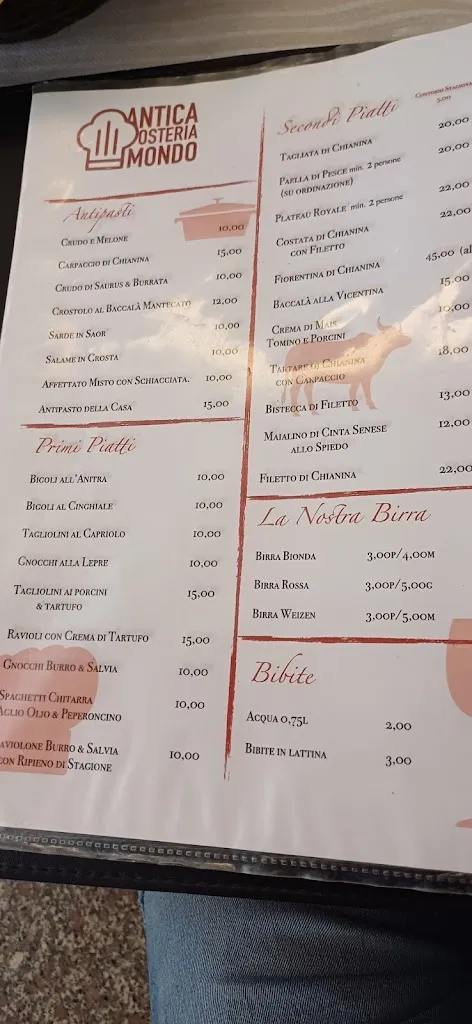 ANTICA
OSTERIA
MONDO
Antipasti
Crudo e Melone 10,00
Carpaccio di Chianina 15,00
Crudo di Saurus & Burrata 10,00
Crostolo al Baccalà Mantecato 12,00
Sarde in Saor 10,00
Salame in Crosta 10,00
Affettato Misto con Schiacciata. 10,00
Antipasto della Casa 15,00
Primi Piatti
Bigoli all'Anitra 10,00
Bigoli al Cinghiale 10,00
Tagliolini al Capriolo 10,00
Gnocchi alla Lepre 10,00
Tagliolini ai porcini 15,00
& tartufo
Ravioli con Crema di Tartufo 15,00
Gnocchi Burro & Salvia 10,00
Spaghetti Chitarra 10,00
Aglio Olio & Peperoncino
aviolone Burro & Salvia 10,00
con Ripieno di Stagione
Secondi Piatti
Contorno Stagiona
5,00
Tagliata di Chianina 20,00
Paella di Pesce min. 2 persone 20,00
(su ordinazione)
Plateau Royale min. 2 persone 22,00
Costata di Chianina 22,00
con Filetto
Fiorentina di Chianina 45,00 (al
Baccalà alla Vicentina 15,00
Crema di Mais 10,00
Tomino e Porcini
Tartare di Chianina 18,00
con Carpaccio
Bistecca di Filetto 13,00
Maialino di Cinta Senese 12,00
allo Spiedo
Filetto di Chianina 22,00
La Nostra Birra
Birra Bionda 3,00p/4,00m
Birra Rossa 3,00p/5,00g
Birra Weizen 3,00p/5,00m
Bibite
Acqua 0,75l 2,00
Bibite in lattina 3,00